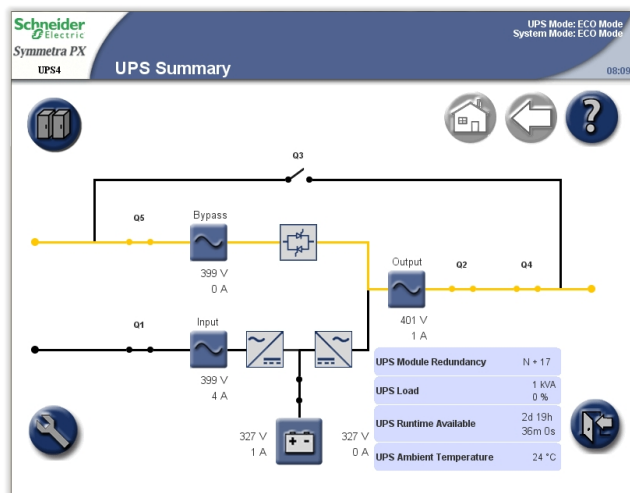 Schneider
Electric
Symmetra PX
UPS4
UPS Summary
UPS Mode: ECO Mode
System Mode: ECO Mode
08:09
?
Q3
Q5
Bypass
399 V
0 A
Output
Q2
Q4
401 V
1 A
Q1
Input
399 V
4 A
327 V
1 A
327 V
0 A
UPS Module Redundancy N + 17
UPS Load 1 kVA
0 %
UPS Runtime Available 2d 19h
36m 0s
UPS Ambient Temperature 24 °C